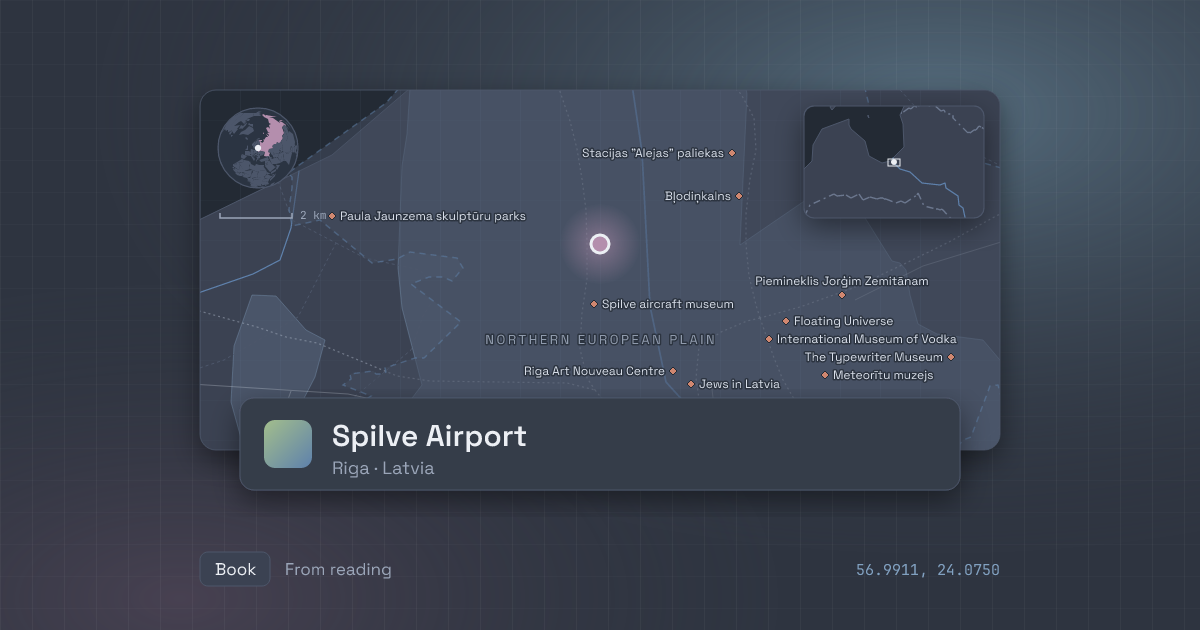 Stacijas "Alejas" paliekas
Bļodiņkalns
2 km
Paula Jaunzema skulptūru parks
Piemineklis Jorģim Zemitānam
Spilve aircraft museum
Floating Universe
NORTHERN EUROPEAN PLAIN
International Museum of Vodka
The Typewriter Museum
Riga Art Nouveau Centre
Meteorītu muzejs
Jews in Latvia
Spilve Airport
Riga · Latvia
Book
From reading
56.9911, 24.0750